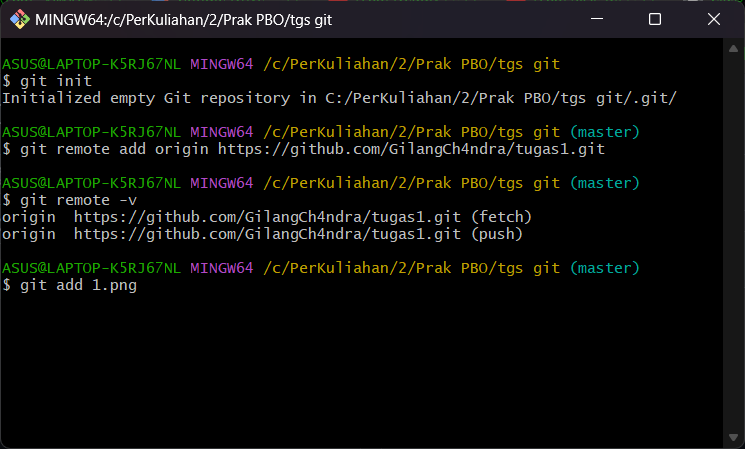 MINGW64:/c/PerKuliahan/2/Prak PBO/tgs git
ASUS@LAPTOP-K5RJ67NL MINGW64 /c/PerKuliahan/2/Prak PBO/tgs git
$ git init
Initialized empty Git repository in C:/PerKuliahan/2/Prak PBO/tgs git/.git/
ASUS@LAPTOP-K5RJ67NL MINGW64 /c/PerKuliahan/2/Prak PBO/tgs git (master)
$ git remote add origin https://github.com/GilangCh4ndra/tugas1.git
ASUS@LAPTOP-K5RJ67NL MINGW64 /c/PerKuliahan/2/Prak PBO/tgs git (master)
$ git remote -v
origin  https://github.com/GilangCh4ndra/tugas1.git (fetch)
origin  https://github.com/GilangCh4ndra/tugas1.git (push)
ASUS@LAPTOP-K5RJ67NL MINGW64 /c/PerKuliahan/2/Prak PBO/tgs git (master)
$ git add 1.png